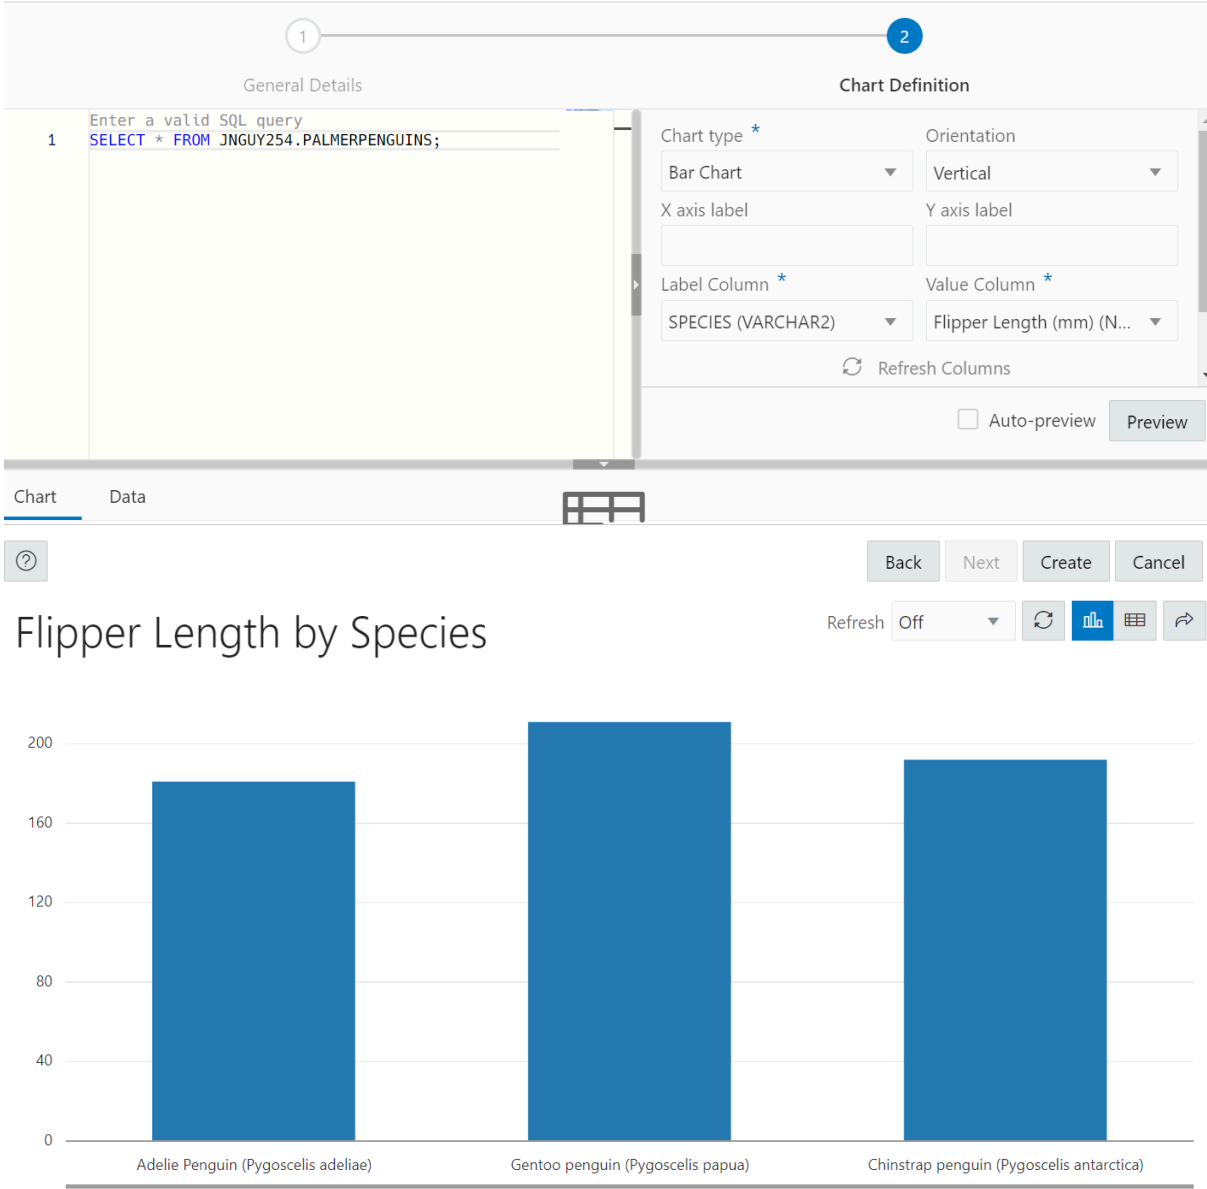 1
2
General Details
Chart Definition
Enter a valid SQL query
1 SELECT * FROM JNGUY254.PALMERPENGUINS;
Chart type *
Orientation
Bar Chart
Vertical
X axis label
Y axis label
Label Column *
Value Column *
SPECIES (VARCHAR2)
Flipper Length (mm) (N...
Refresh Columns
Auto-preview
Preview
Chart
Data
?
Back
Next
Create
Cancel
Flipper Length by Species
Refresh
Off
200
160
120
80
40
0
Adelie Penguin (Pygoscelis adeliae)
Gentoo penguin (Pygoscelis papua)
Chinstrap penguin (Pygoscelis antarctica)